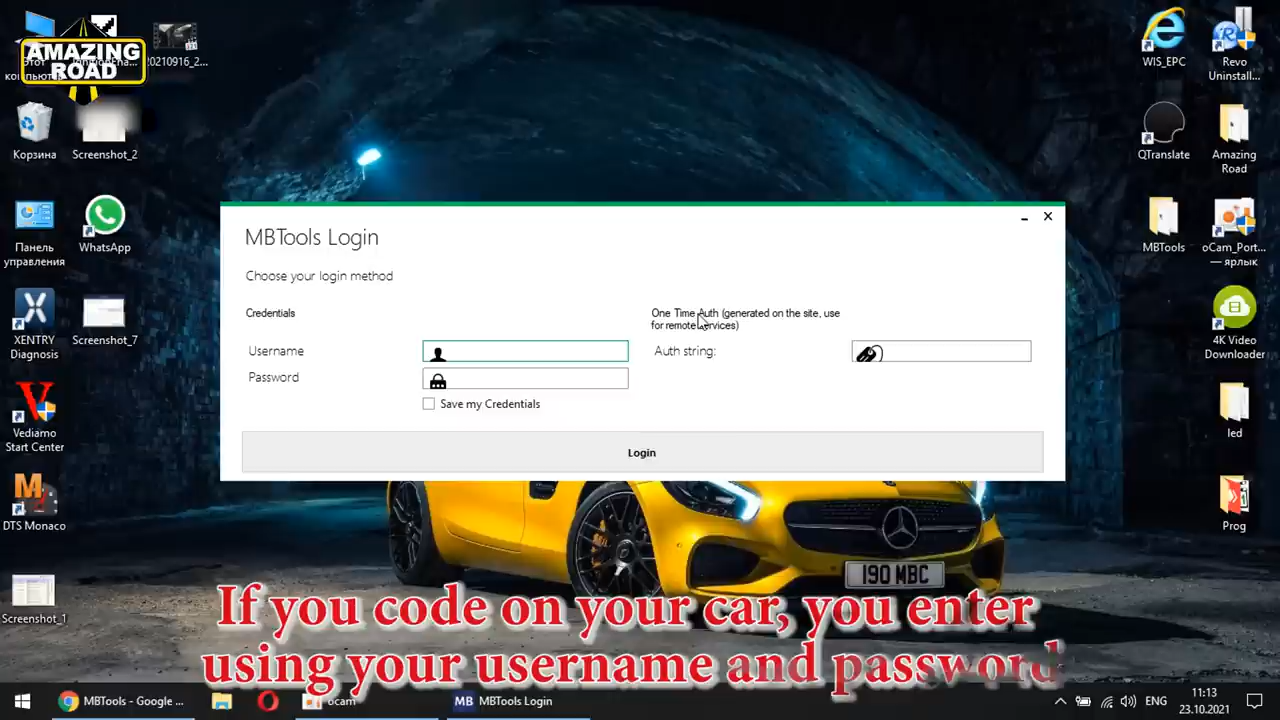 AMAZING
ROAD
Этот
компьюте
20210916_2...
Корзина
Screenshot_2
Панель
управления
WhatsApp
XENTRY
Diagnosis
Screenshot_7
Vediamo
Start Center
DTS Monaco
Screenshot_1
WIS_EPC
Revo
Uninstall...
QTranslate
Amazing
Road
MBTools
oCam_Port...
— ярлык
4K Video
Downloader
led
Prog
MBTools Login
Choose your login method
Credentials
Username
Password
Save my Credentials
One Time Auth (generated on the site, use
for remote services)
Auth string:
Login
190 MBC
If you code on your car, you enter
using your username and password
MBTools - Google ...
ocam
MB MBTools Login
ENG
11:13
23.10.2021